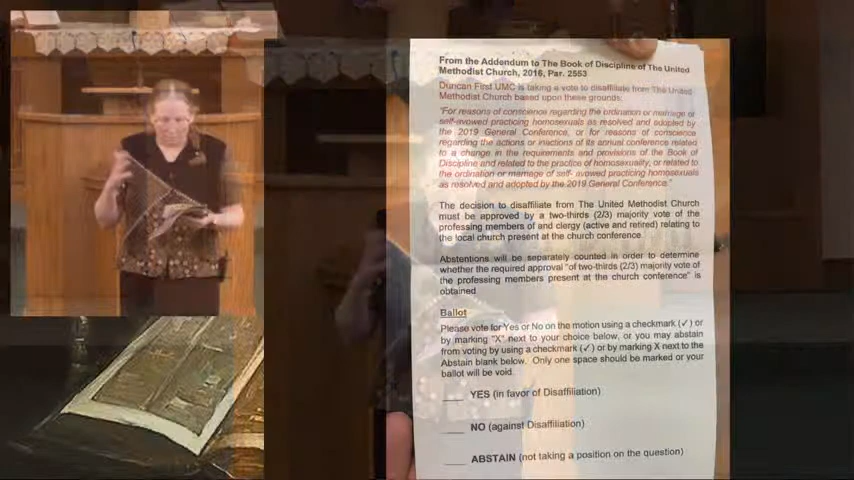 From the Addendum to The Book of Discipline of The United
Methodist Church, 2016, Par. 2553
Duncan First UMC is taking a vote to disaffiliate from The United
Methodist Church based upon these grounds:
"For reasons of conscience regarding the ordination or marriage of
self-avowed practicing homosexuals as resolved and adopted by
the 2019 General Conference, or for reasons of conscience
regarding the actions or inactions of its annual conference related
to a change in the requirements and provisions of the Book of
Discipline and related to the practice of homosexuality, or related to
the ordination or marriage of self- avowed practicing homosexuals
as resolved and adopted by the 2019 General Conference."
The decision to disaffiliate from The United Methodist Church
must be approved by a two-thirds (2/3) majority vote of the
professing members of and clergy (active and retired) relating to
the local church present at the church conference.
Abstentions will be separately counted in order to determine
whether the required approval "of two-thirds (2/3) majority vote of
the professing members present at the church conference" is
obtained
Ballot
Please vote for Yes or No on the motion using a checkmark (✓) or
by marking "X" next to your choice below, or you may abstain
from voting by using a checkmark (✓) or by marking X next to the
Abstain blank below. Only one space should be marked or your
ballot will be void.
____ YES (in favor of Disaffiliation)
____ NO (against Disaffiliation)
____ ABSTAIN (not taking a position on the question)